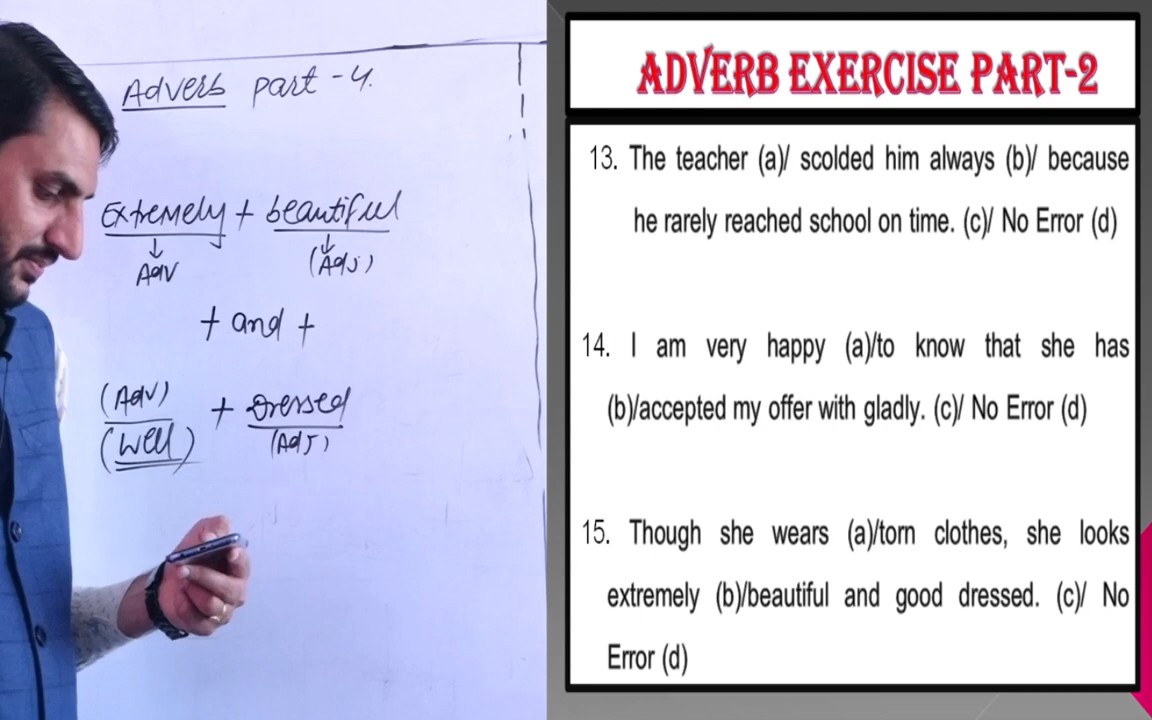 Adverb part - 4.
Extremely + beautiful
Adv (Adj)
+ and +
(Adv) + Dressed
(Well) (Adj)
ADVERB EXERCISE PART-2
13. The teacher (a)/ scolded him always (b)/ because
he rarely reached school on time. (c)/ No Error (d)
14. I am very happy (a)/to know that she has
(b)/accepted my offer with gladly. (c)/ No Error (d)
15. Though she wears (a)/torn clothes, she looks
extremely (b)/beautiful and good dressed. (c)/ No
Error (d)